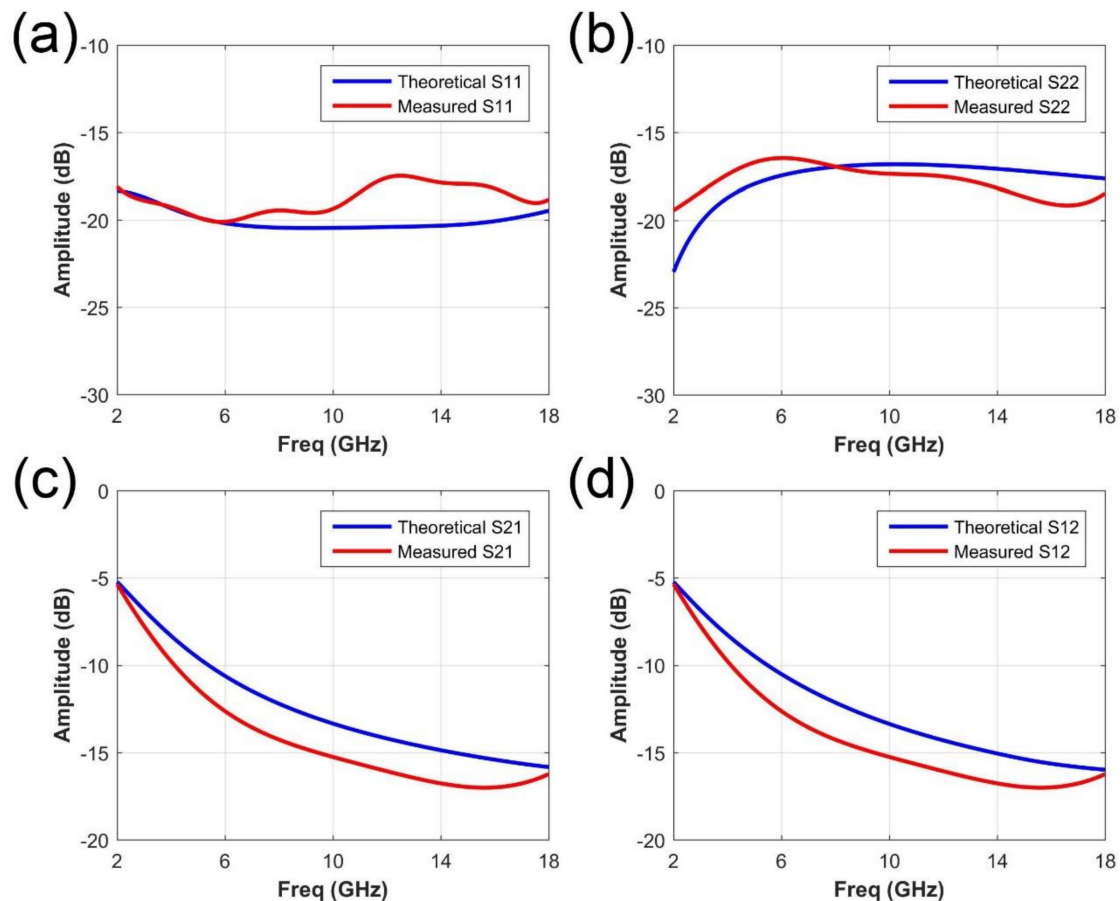 (a)
-10
-15
-20
-25
-30
Amplitude (dB)
Theoretical S11
Measured S11
2 6 10 14 18
Freq (GHz)
(b)
-10
-15
-20
-25
-30
Amplitude (dB)
Theoretical S22
Measured S22
2 6 10 14 18
Freq (GHz)
(c)
0
-5
-10
-15
-20
Amplitude (dB)
Theoretical S21
Measured S21
2 6 10 14 18
Freq (GHz)
(d)
0
-5
-10
-15
-20
Amplitude (dB)
Theoretical S12
Measured S12
2 6 10 14 18
Freq (GHz)